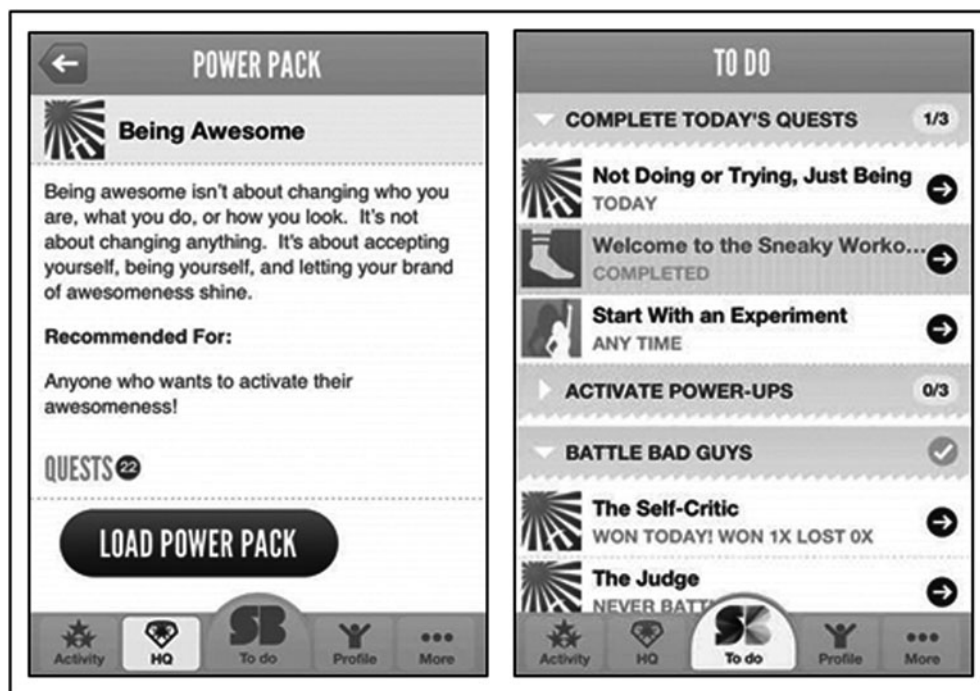 POWER PACK
Being Awesome
Being awesome isn't about changing who you
are, what you do, or how you look. It's not
about changing anything. It's about accepting
yourself, being yourself, and letting your brand
of awesomeness shine.
Recommended For:
Anyone who wants to activate their
awesomeness!
QUESTS 22
LOAD POWER PACK
Activity
HQ
SB
To do
Profile
More
TO DO
COMPLETE TODAY'S QUESTS 1/3
Not Doing or Trying, Just Being
TODAY
Welcome to the Sneaky Worko...
COMPLETED
Start With an Experiment
ANY TIME
ACTIVATE POWER-UPS 0/3
BATTLE BAD GUYS
The Self-Critic
WON TODAY! WON 1X LOST 0X
The Judge
NEVER
SB
Activity
HQ
To do
Profile
More